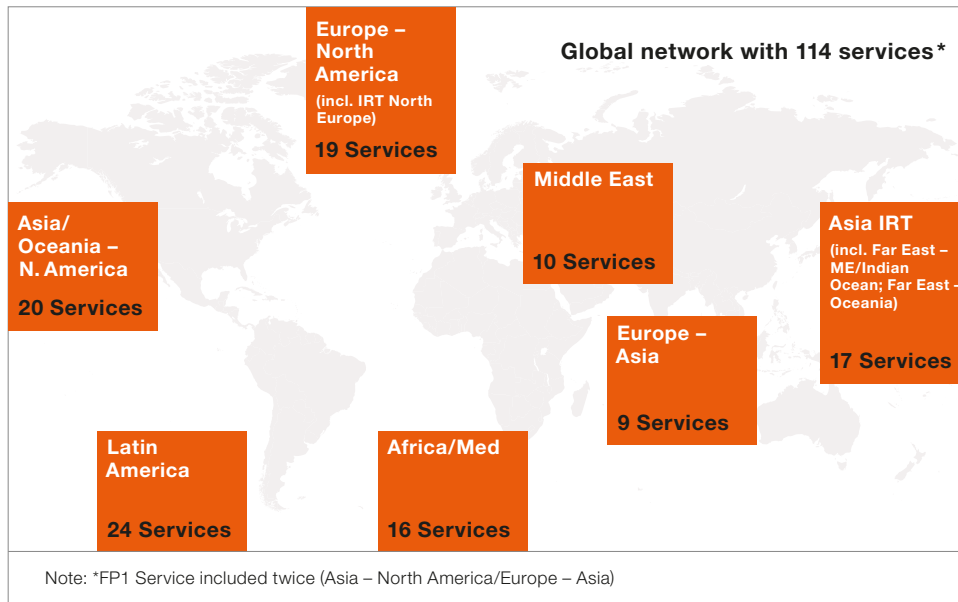 Global network with 114 services*
Europe –
North
America
(incl. IRT North
Europe)
19 Services
Middle East
10 Services
Asia/
Oceania –
N. America
20 Services
Asia IRT
(incl. Far East –
ME/Indian
Ocean; Far East –
Oceania)
17 Services
Europe –
Asia
9 Services
Latin
America
24 Services
Africa/Med
16 Services
Note: *FP1 Service included twice (Asia – North America/Europe – Asia)